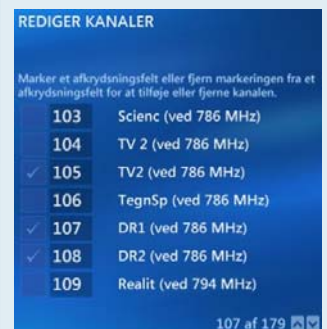 REDIGER KANALER
Marker et afkrydsningsfelt eller fjern markeringen fra et
afkrydsningsfelt for at tilføje eller fjerne kanalen.
103 Scienc (ved 786 MHz)
104 TV 2 (ved 786 MHz)
105 TV2 (ved 786 MHz)
106 TegnSp (ved 786 MHz)
107 DR1 (ved 786 MHz)
108 DR2 (ved 786 MHz)
109 Realit (ved 794 MHz)
107 af 179